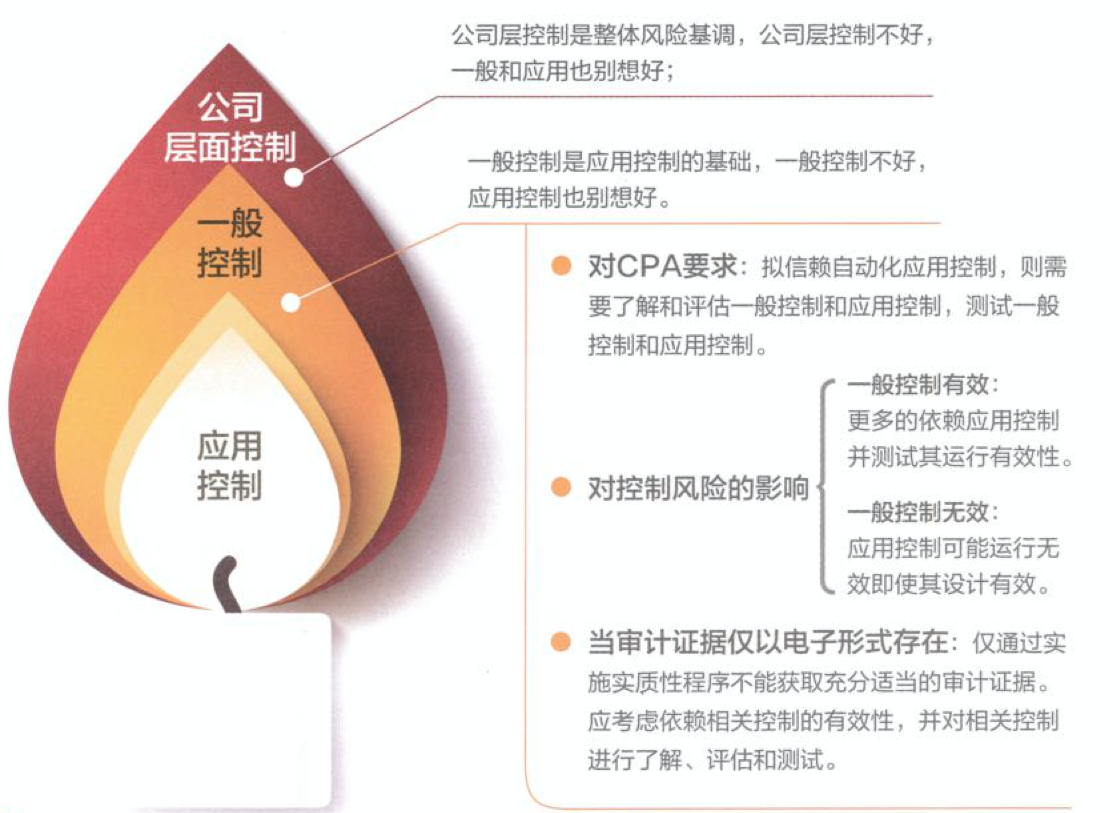 公司层控制是整体风险基调，公司层控制不好，
一般和应用也别想好；
公司
层面控制
一般控制是应用控制的基础，一般控制不好，
应用控制也别想好。
一般
控制
应用
控制
对CPA要求：拟信赖自动化应用控制，则需
要了解和评估一般控制和应用控制，测试一般
控制和应用控制。
对控制风险的影响
一般控制有效：
更多的依赖应用控制
并测试其运行有效性。
一般控制无效：
应用控制可能运行无
效即使其设计有效。
当审计证据仅以电子形式存在：仅通过实
施实质性程序不能获取充分适当的审计证据。
应考虑依赖相关控制的有效性，并对相关控制
进行了解、评估和测试。